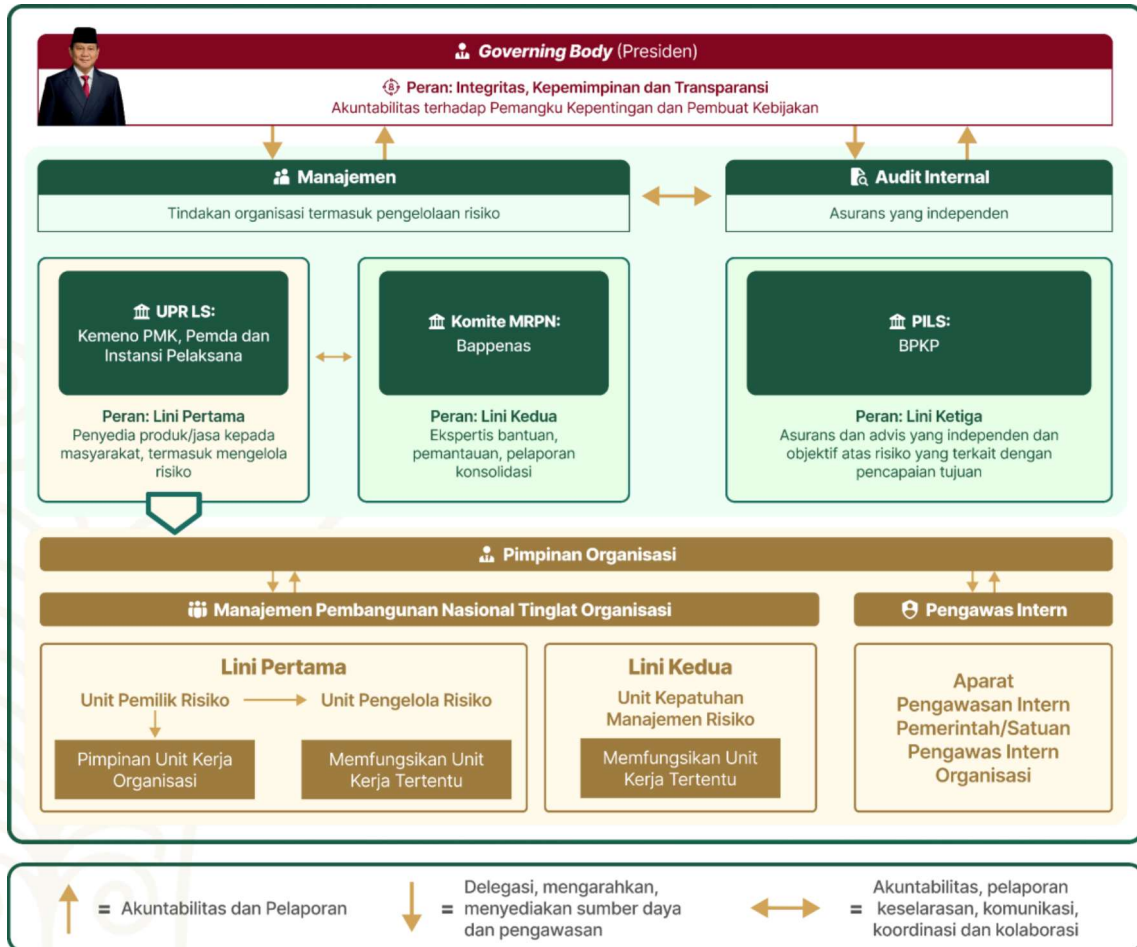 Governing Body (Presiden)
Peran: Integritas, Kepemimpinan dan Transparansi
Akuntabilitas terhadap Pemangku Kepentingan dan Pembuat Kebijakan
Manajemen
Tindakan organisasi termasuk pengelolaan risiko
Audit Internal
Asurans yang independen
UPR LS:
Kemeno PMK, Pemda dan
Instansi Pelaksana
Peran: Lini Pertama
Penyedia produk/jasa kepada
masyarakat, termasuk mengelola
risiko
Komite MRPN:
Bappenas
Peran: Lini Kedua
Ekspertis bantuan,
pemantauan, pelaporan
konsolidasi
PILS:
BPKP
Peran: Lini Ketiga
Asurans dan advis yang independen dan
objektif atas risiko yang terkait dengan
pencapaian tujuan
Pimpinan Organisasi
Manajemen Pembangunan Nasional Tinglat Organisasi
Pengawas Intern
Lini Pertama
Unit Pemilik Risiko
Unit Pengelola Risiko
Pimpinan Unit Kerja
Organisasi
Memfungsikan Unit
Kerja Tertentu
Lini Kedua
Unit Kepatuhan
Manajemen Risiko
Memfungsikan Unit
Kerja Tertentu
Aparat
Pengawasan Intern
Pemerintah/Satuan
Pengawas Intern
Organisasi
= Akuntabilitas dan Pelaporan
Delegasi, mengarahkan,
= menyediakan sumber daya
dan pengawasan
Akuntabilitas, pelaporan
= keselarasan, komunikasi,
koordinasi dan kolaborasi